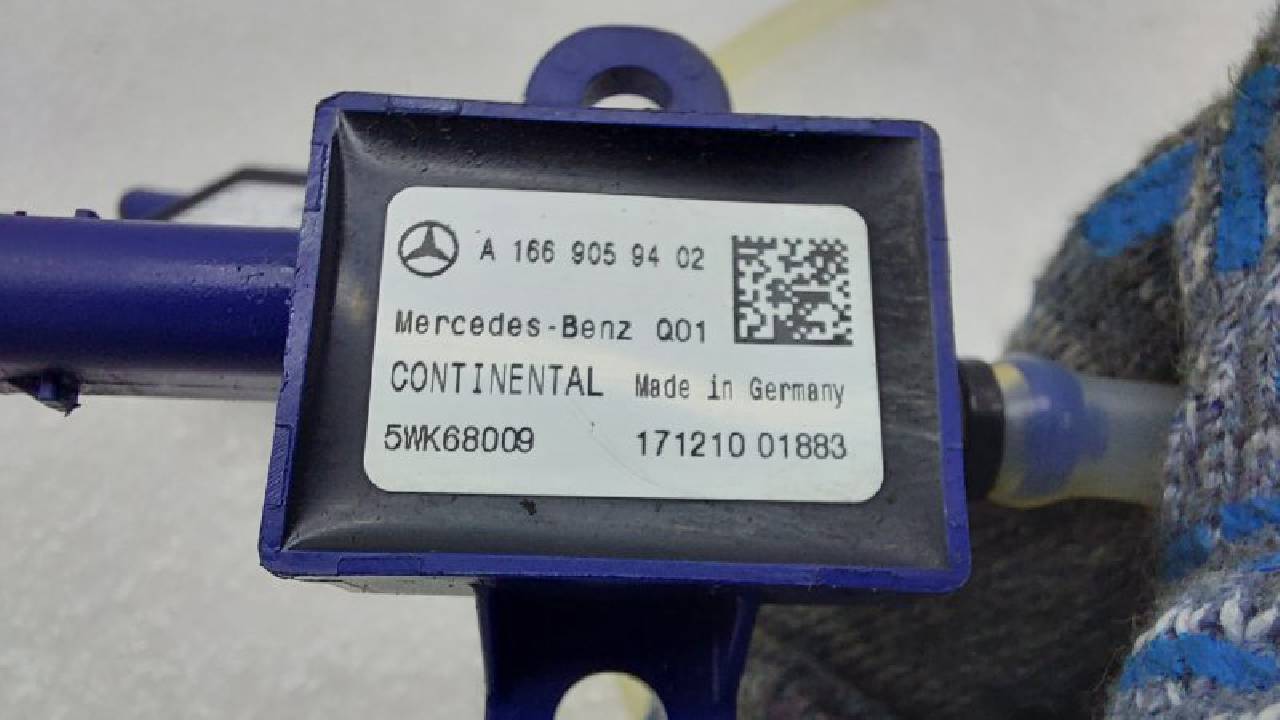 A 166 905 94 02
Mercedes-Benz Q01
CONTINENTAL Made in Germany
5WK68009 171210 01883